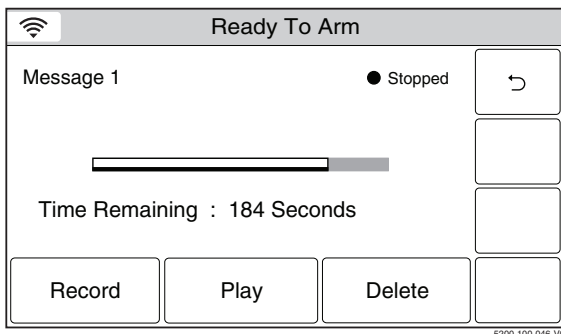 Ready To Arm
Message 1
Stopped
Time Remaining : 184 Seconds
Record
Play
Delete